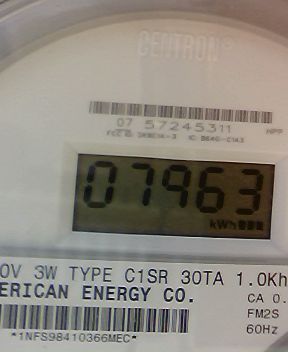 CENTRON®
07 57245311
HPP
07963
kWh
0V 3W TYPE C1SR 30TA 1.0Kh
ERICAN ENERGY CO.
CA 0.
FM2S
60Hz
*1NFS98410366MEC*